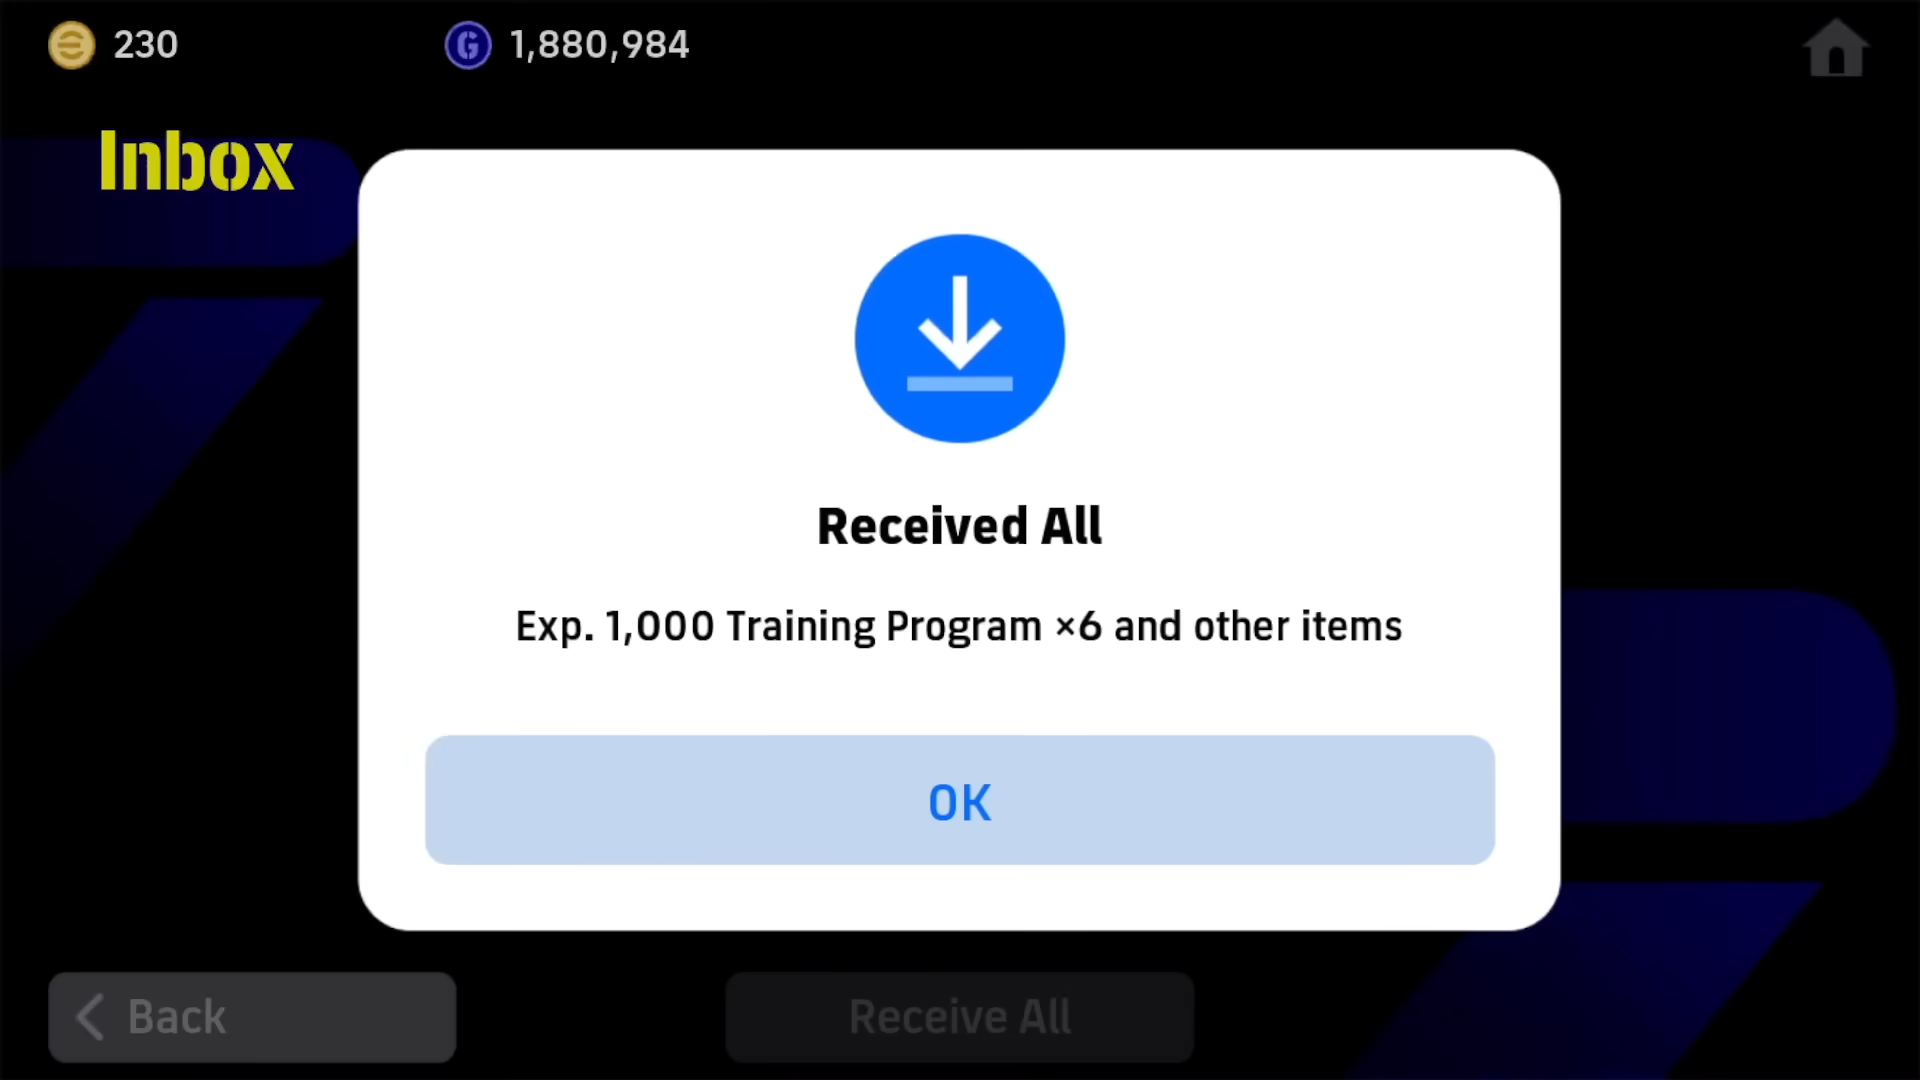 230
1,880,984
Inbox
Received All
Exp. 1,000 Training Program ×6 and other items
OK
Back
Receive All